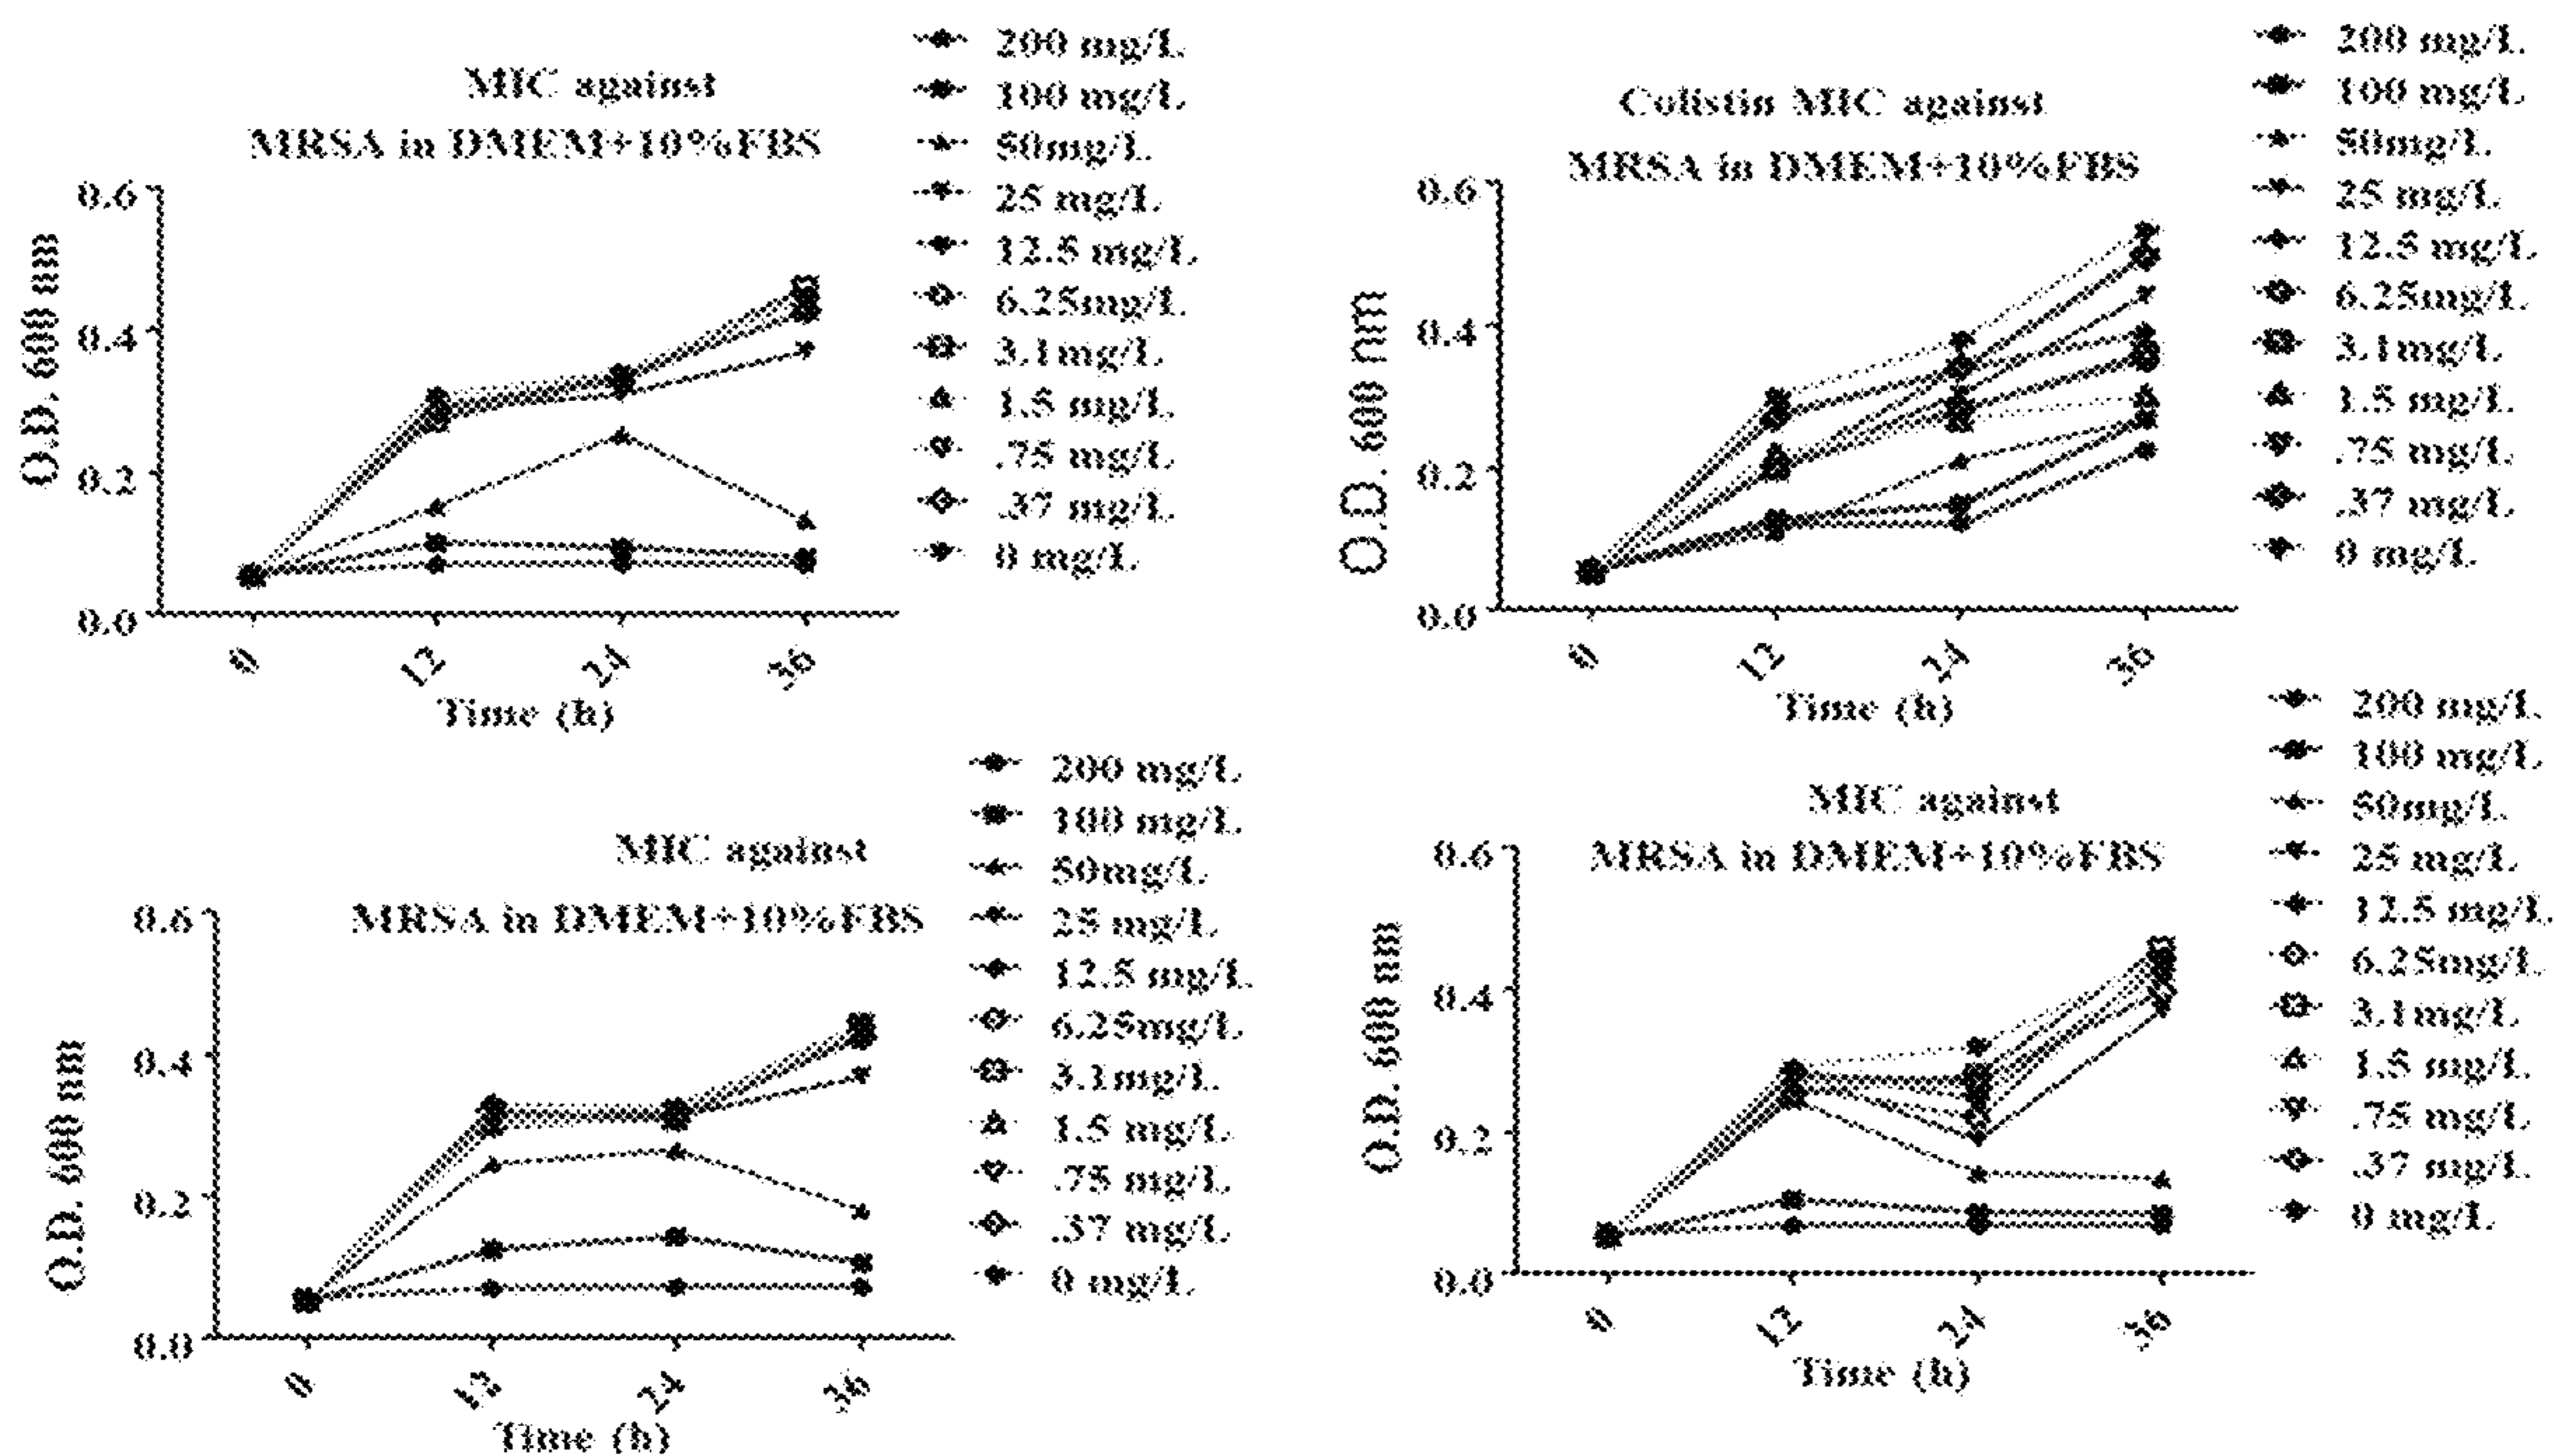 MIC against
MRSA in DMEM+10%FBS
O.D. 600 nm
0.6
0.4
0.2
0.0
0
12
24
36
Time (h)
200 mg/L
100 mg/L
50mg/L
25 mg/L
12.5 mg/L
6.25mg/L
3.1mg/L
1.5 mg/L
.75 mg/L
.37 mg/L
0 mg/L
Colistin MIC against
MRSA in DMEM+10%FBS
O.D. 600 nm
0.6
0.4
0.2
0.0
0
12
24
36
Time (h)
200 mg/L
100 mg/L
50mg/L
25 mg/L
12.5 mg/L
6.25mg/L
3.1mg/L
1.5 mg/L
.75 mg/L
.37 mg/L
0 mg/L
MIC against
MRSA in DMEM+10%FBS
O.D. 600 nm
0.6
0.4
0.2
0.0
0
12
24
36
Time (h)
200 mg/L
100 mg/L
50mg/L
25 mg/L
12.5 mg/L
6.25mg/L
3.1mg/L
1.5 mg/L
.75 mg/L
.37 mg/L
0 mg/L
MIC against
MRSA in DMEM+10%FBS
O.D. 600 nm
0.6
0.4
0.2
0.0
0
12
24
36
Time (h)
200 mg/L
100 mg/L
50mg/L
25 mg/L
12.5 mg/L
6.25mg/L
3.1mg/L
1.5 mg/L
.75 mg/L
.37 mg/L
0 mg/L